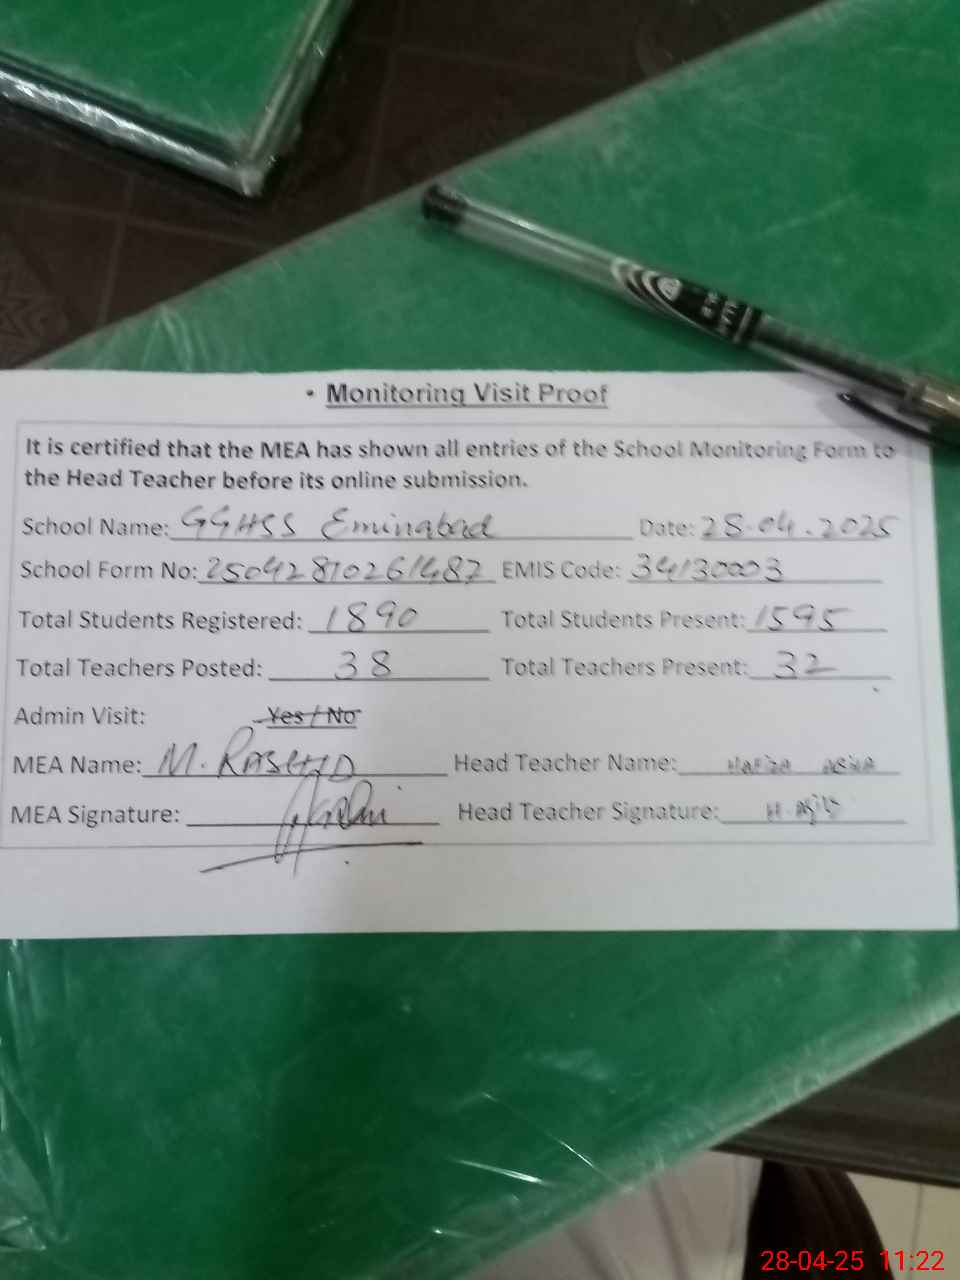 • Monitoring Visit Proof
It is certified that the MEA has shown all entries of the School Monitoring Form to
the Head Teacher before its online submission.
School Name: GGHSS Eminabad Date: 28.04.2025
School Form No: 25042810261487 EMIS Code: 34130003
Total Students Registered: 1890 Total Students Present: 1595
Total Teachers Posted: 38 Total Teachers Present: 32
Admin Visit: Yes / No
MEA Name: M. RASHID Head Teacher Name: HAFIZA
MEA Signature: Head Teacher Signature:
28-04-25 11:22